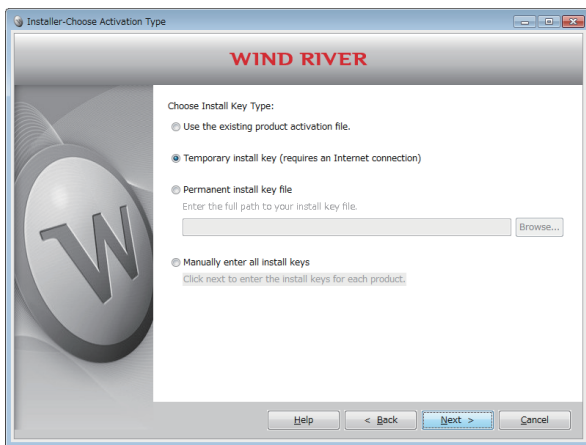 Installer-Choose Activation Type
WIND RIVER
Choose Install Key Type:
Use the existing product activation file.
Temporary install key (requires an Internet connection)
Permanent install key file
Enter the full path to your install key file.
Browse...
Manually enter all install keys
Click next to enter the install keys for each product.
W
Help < Back Next > Cancel